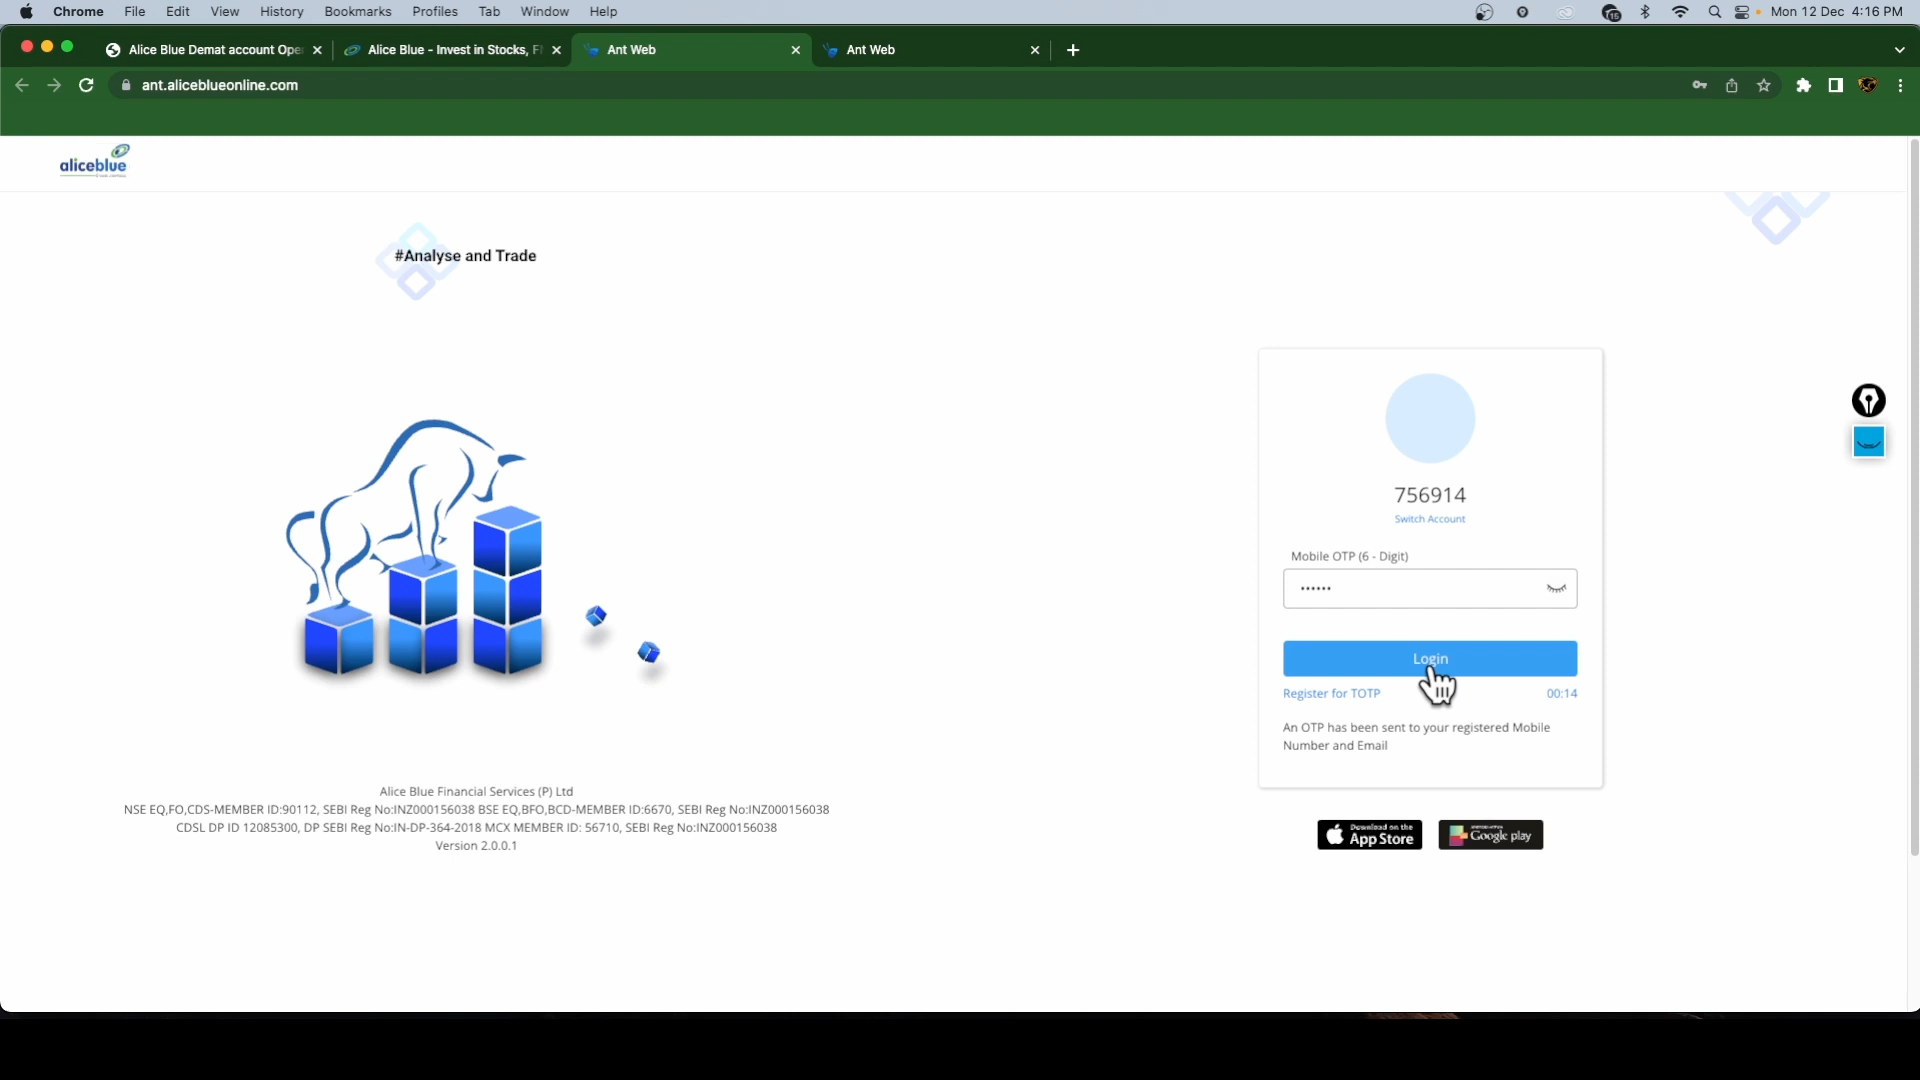 Chrome File Edit View History Bookmarks Profiles Tab Window Help 15 Mon 12 Dec 4:16 PM
Alice Blue Demat account Ope Alice Blue - Invest in Stocks, F Ant Web Ant Web
ant.aliceblueonline.com
aliceblue
#Analyse and Trade
756914
Switch Account
Mobile OTP (6 - Digit)
••••••
Login
Register for TOTP 00:14
An OTP has been sent to your registered Mobile
Number and Email
Alice Blue Financial Services (P) Ltd
NSE EQ,FO,CDS-MEMBER ID:90112, SEBI Reg No:INZ000156038 BSE EQ,BFO,BCD-MEMBER ID:6670, SEBI Reg No:INZ000156038
CDSL DP ID 12085300, DP SEBI Reg No:IN-DP-364-2018 MCX MEMBER ID: 56710, SEBI Reg No:INZ000156038
Version 2.0.0.1
Download on the
App Store
Google play